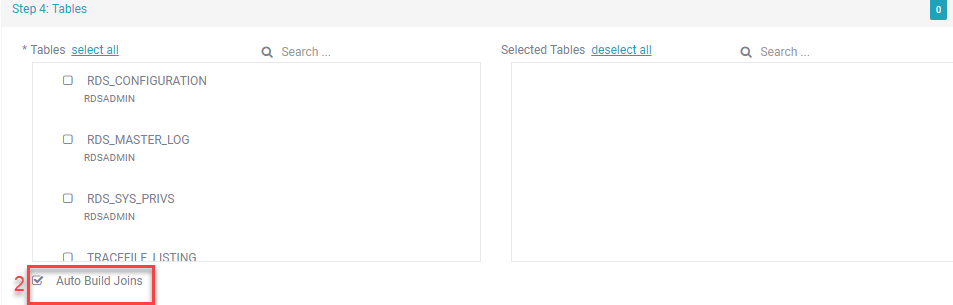 Step 4: Tables
0
* Tables select all
Search ...
Selected Tables deselect all
Search ...
RDS_CONFIGURATION
RDSADMIN
RDS_MASTER_LOG
RDSADMIN
RDS_SYS_PRIVS
RDSADMIN
TRACEFILE_LISTING
2
Auto Build Joins